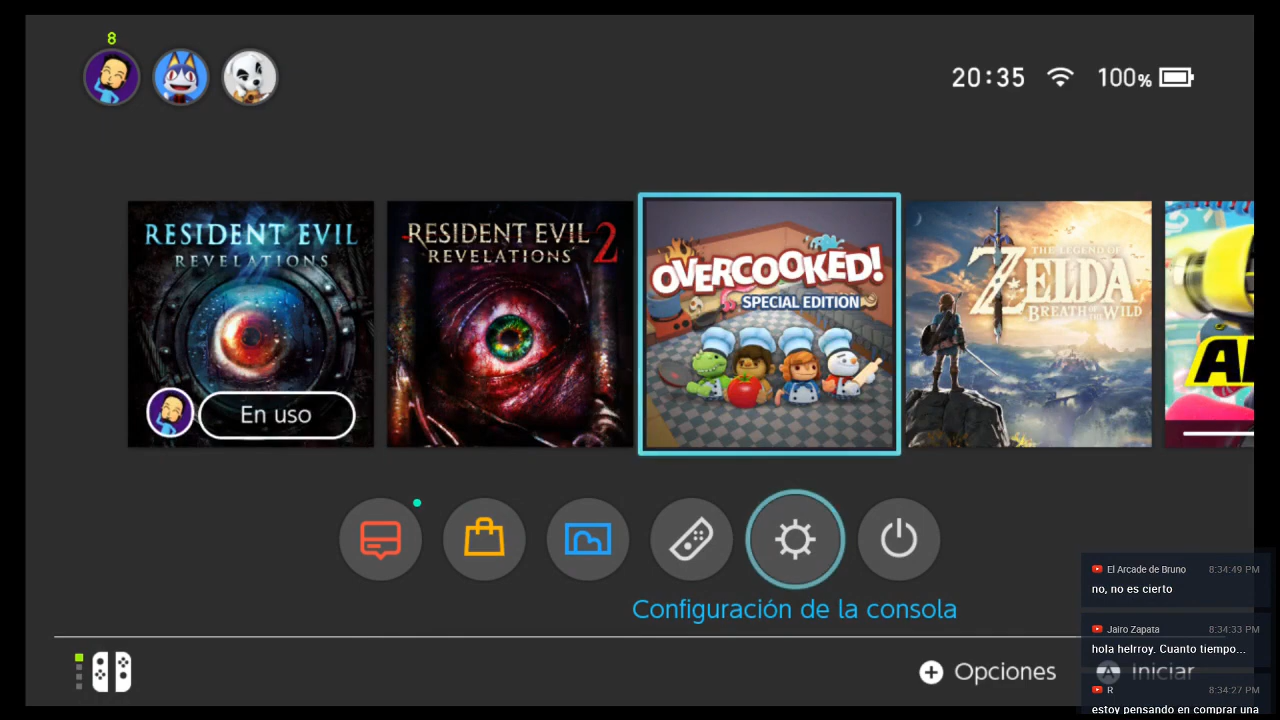 8
20:35
100%
RESIDENT EVIL
REVELATIONS
En uso
RESIDENT EVIL 2
REVELATIONS
OVERCOOKED!
SPECIAL EDITION
THE LEGEND OF
ZELDA
BREATH OF THE WILD
Configuración de la consola
El Arcade de Bruno 8:34:49 PM
no, no es cierto
Jairo Zapata 8:34:33 PM
hola helrroy. Cuanto tiempo...
R 8:34:27 PM
estoy pensando en comprar una
+ Opciones
A Iniciar